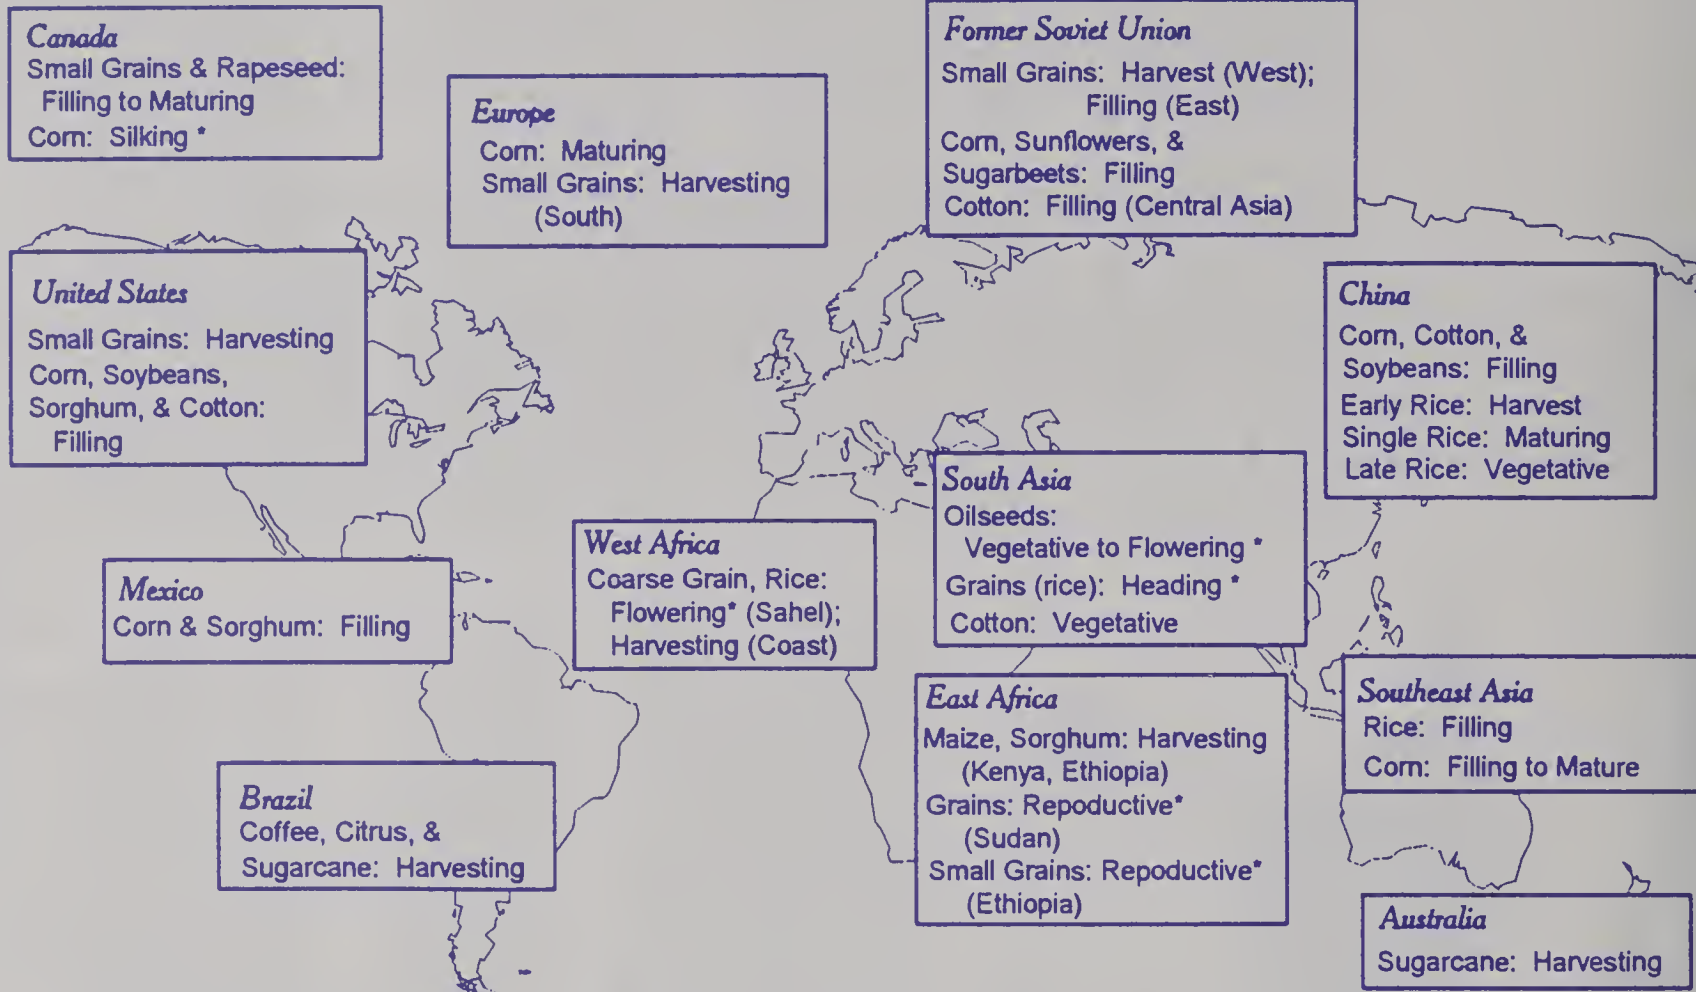 Canada
Small Grains & Rapeseed:
Filling to Maturing
Corn: Silking *
Europe
Corn: Maturing
Small Grains: Harvesting
(South)
Former Soviet Union
Small Grains: Harvest (West);
Filling (East)
Corn, Sunflowers, &
Sugarbeets: Filling
Cotton: Filling (Central Asia)
United States
Small Grains: Harvesting
Corn, Soybeans,
Sorghum, & Cotton:
Filling
China
Corn, Cotton, &
Soybeans: Filling
Early Rice: Harvest
Single Rice: Maturing
Late Rice: Vegetative
South Asia
Oilseeds:
Vegetative to Flowering *
Grains (rice): Heading *
Cotton: Vegetative
West Africa
Coarse Grain, Rice:
Flowering* (Sahel);
Harvesting (Coast)
Mexico
Corn & Sorghum: Filling
East Africa
Maize, Sorghum: Harvesting
(Kenya, Ethiopia)
Grains: Repoductive*
(Sudan)
Small Grains: Repoductive*
(Ethiopia)
Southeast Asia
Rice: Filling
Corn: Filling to Mature
Brazil
Coffee, Citrus, &
Sugarcane: Harvesting
Australia
Sugarcane: Harvesting